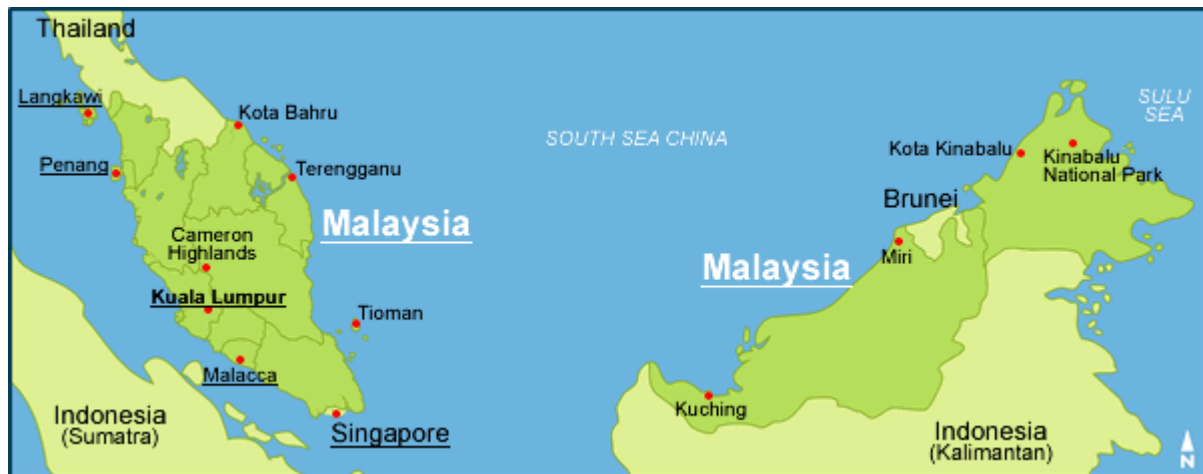 Thailand
Langkawi
Kota Bahru
Penang
Terengganu
Malaysia
Cameron
Highlands
Kuala Lumpur
Tioman
Malacca
Indonesia
(Sumatra)
Singapore
SOUTH SEA CHINA
SULU
SEA
Kota Kinabalu
Kinabalu
National Park
Brunei
Miri
Malaysia
Kuching
Indonesia
(Kalimantan)
N